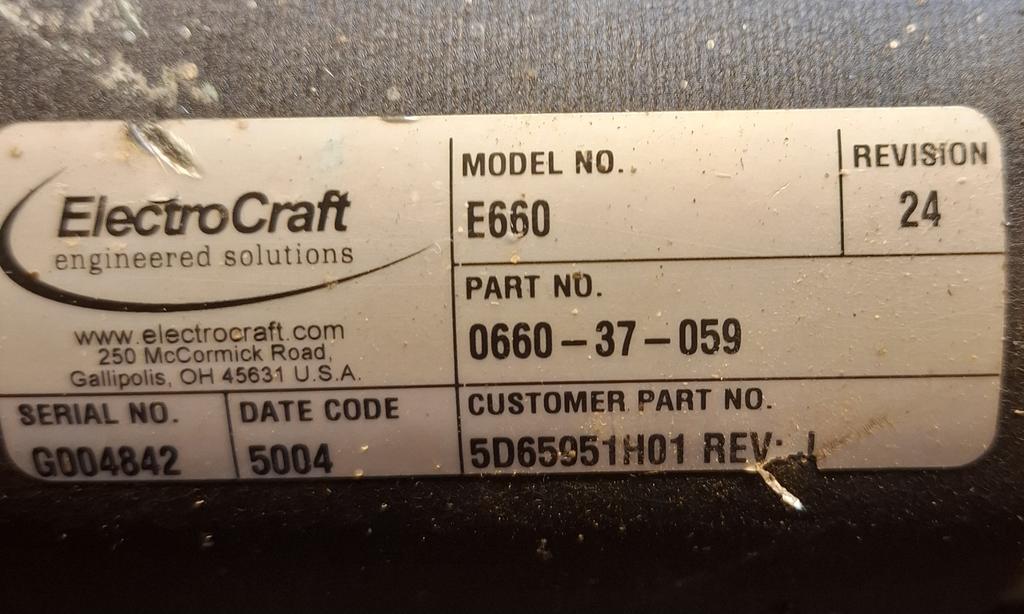 ElectroCraft
engineered solutions
www.electrocraft.com
250 McCormick Road,
Gallipolis, OH 45631 U.S.A.
MODEL NO.
E660
REVISION
24
PART NO.
0660-37-059
SERIAL NO.
G004842
DATE CODE
5004
CUSTOMER PART NO.
5D65951H01 REV: